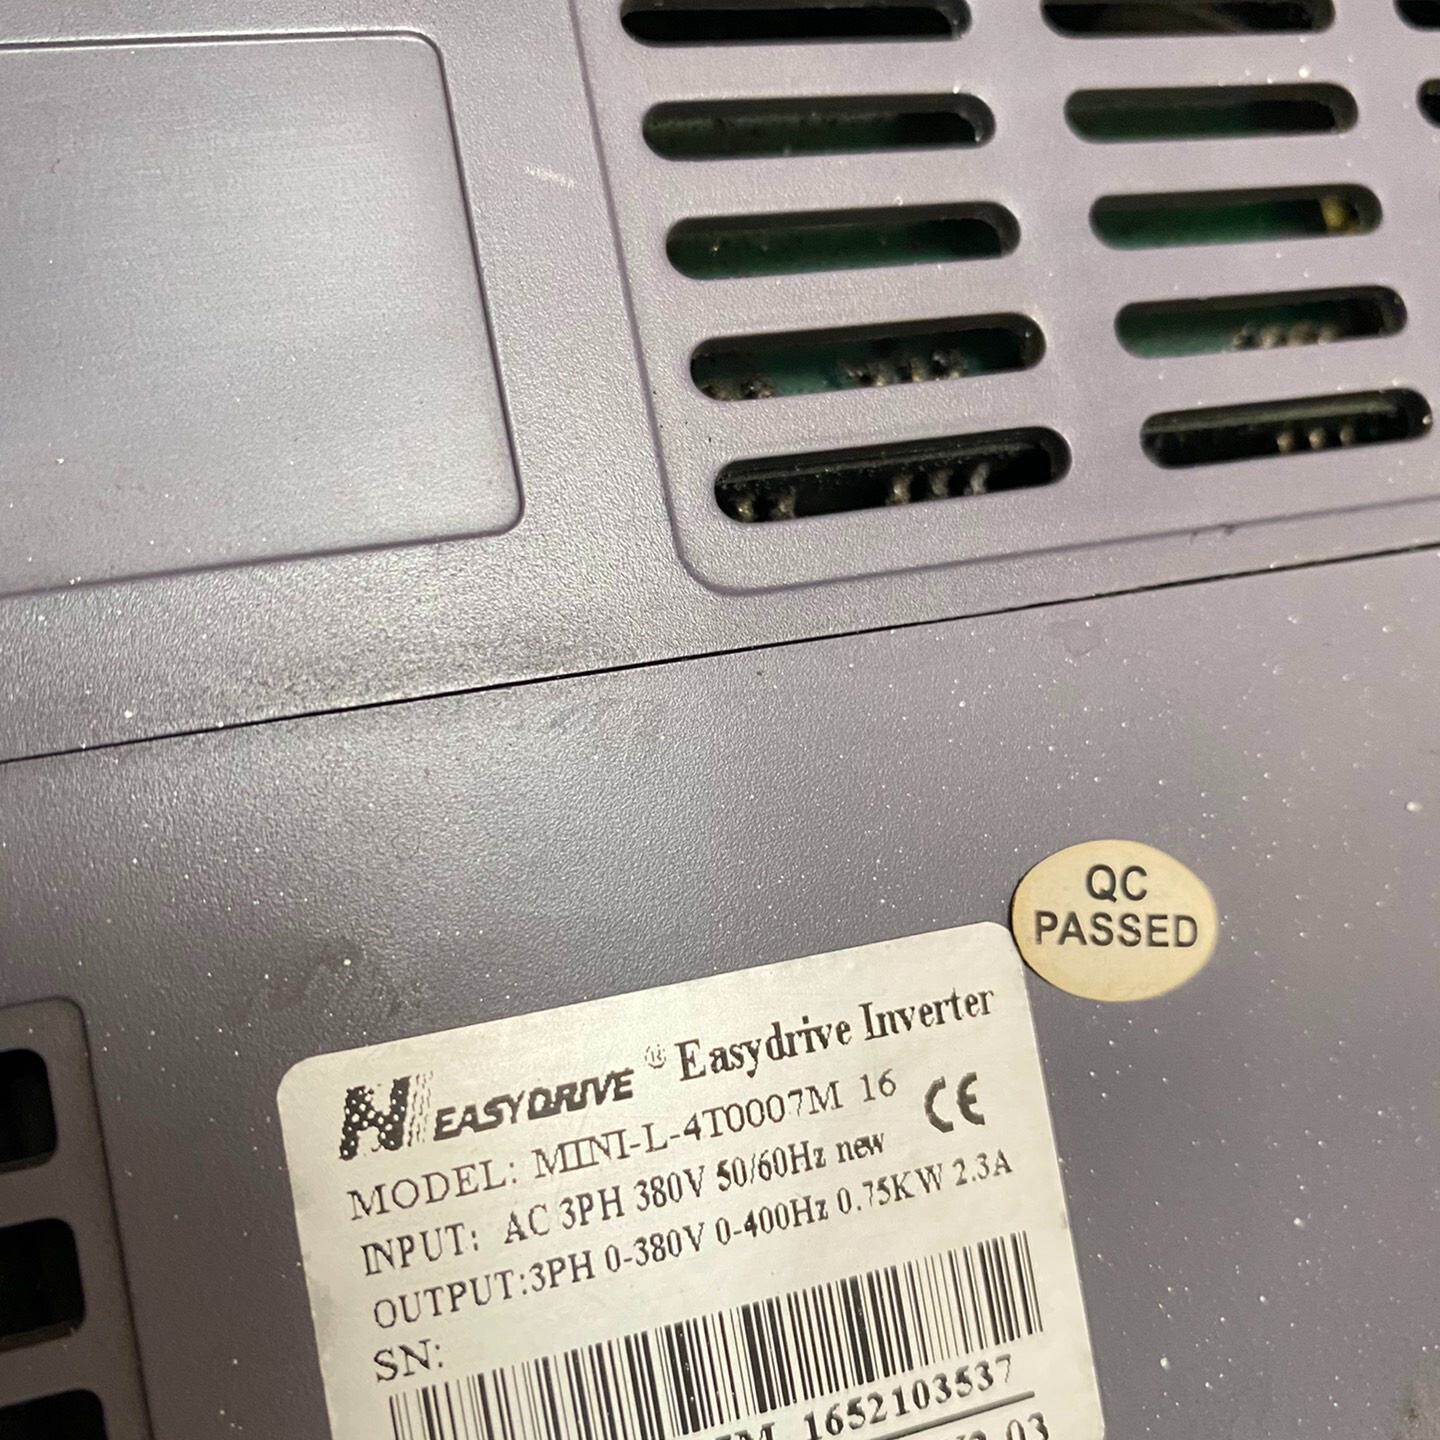 QC
PASSED
EASYDRIVE ® Easydrive Inverter
MODEL: MINI-L-4T0007M 16 CE
INPUT: AC 3PH 380V 50/60Hz new
OUTPUT:3PH 0-380V 0-400Hz 0.75KW 2.3A
SN:
1652103537